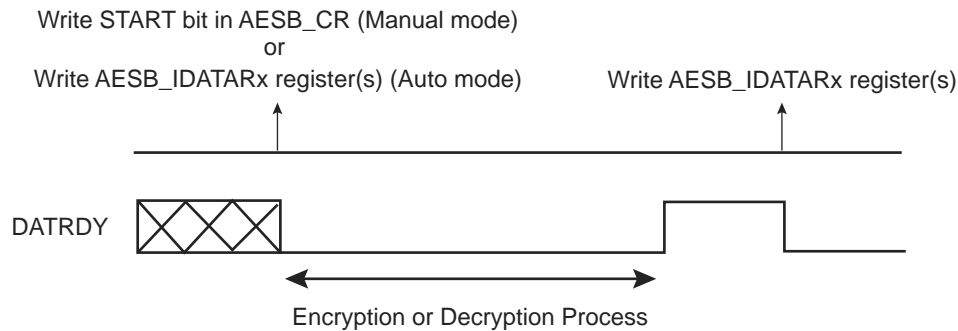 Write START bit in AESB_CR (Manual mode)
or
Write AESB_IDATARx register(s) (Auto mode)
Write AESB_IDATARx register(s)
DATRDY
Encryption or Decryption Process